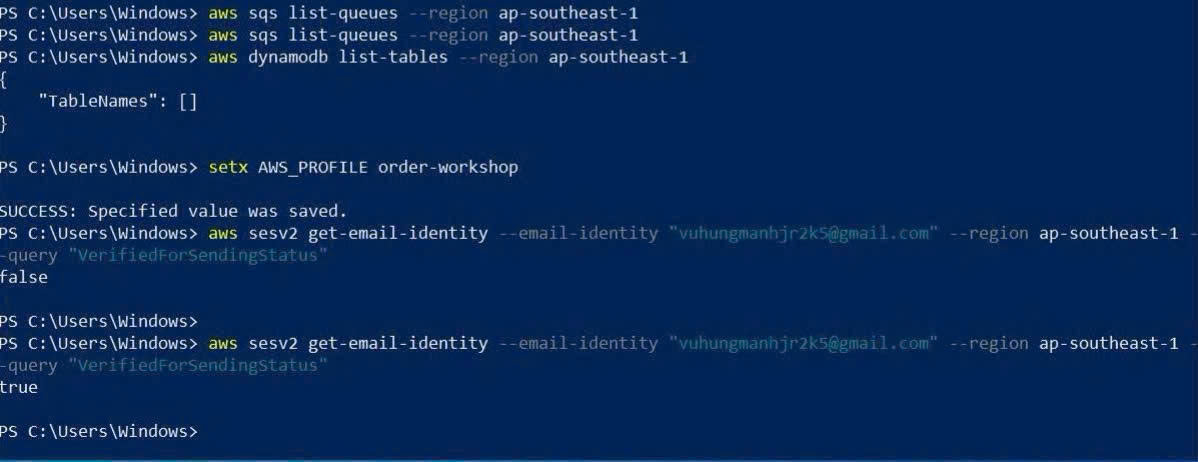 PS C:\Users\Windows> aws sqs list-queues --region ap-southeast-1
PS C:\Users\Windows> aws sqs list-queues --region ap-southeast-1
PS C:\Users\Windows> aws dynamodb list-tables --region ap-southeast-1
{
    "TableNames": []
}
PS C:\Users\Windows> setx AWS_PROFILE order-workshop
SUCCESS: Specified value was saved.
PS C:\Users\Windows> aws sesv2 get-email-identity --email-identity "vuhungmanhjr2k5@gmail.com" --region ap-southeast-1 -
-query "VerifiedForSendingStatus"
false
PS C:\Users\Windows>
PS C:\Users\Windows> aws sesv2 get-email-identity --email-identity "vuhungmanhjr2k5@gmail.com" --region ap-southeast-1 -
-query "VerifiedForSendingStatus"
true
PS C:\Users\Windows>